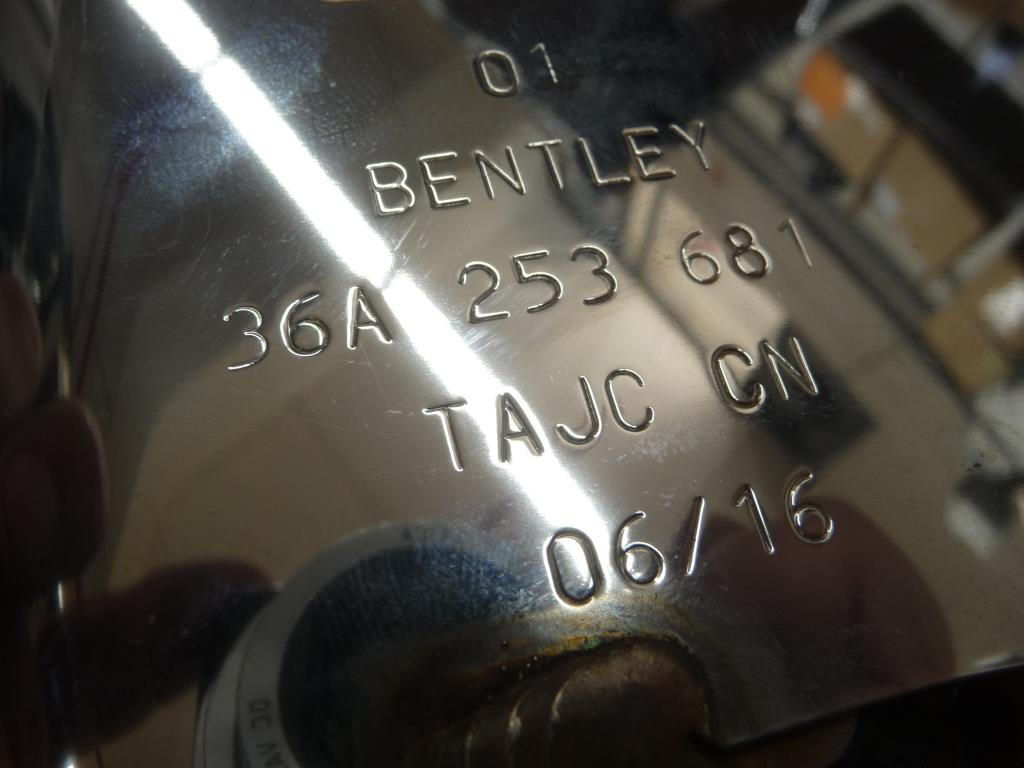 01
BENTLEY
36A 253 681
TAJC CN
06/16